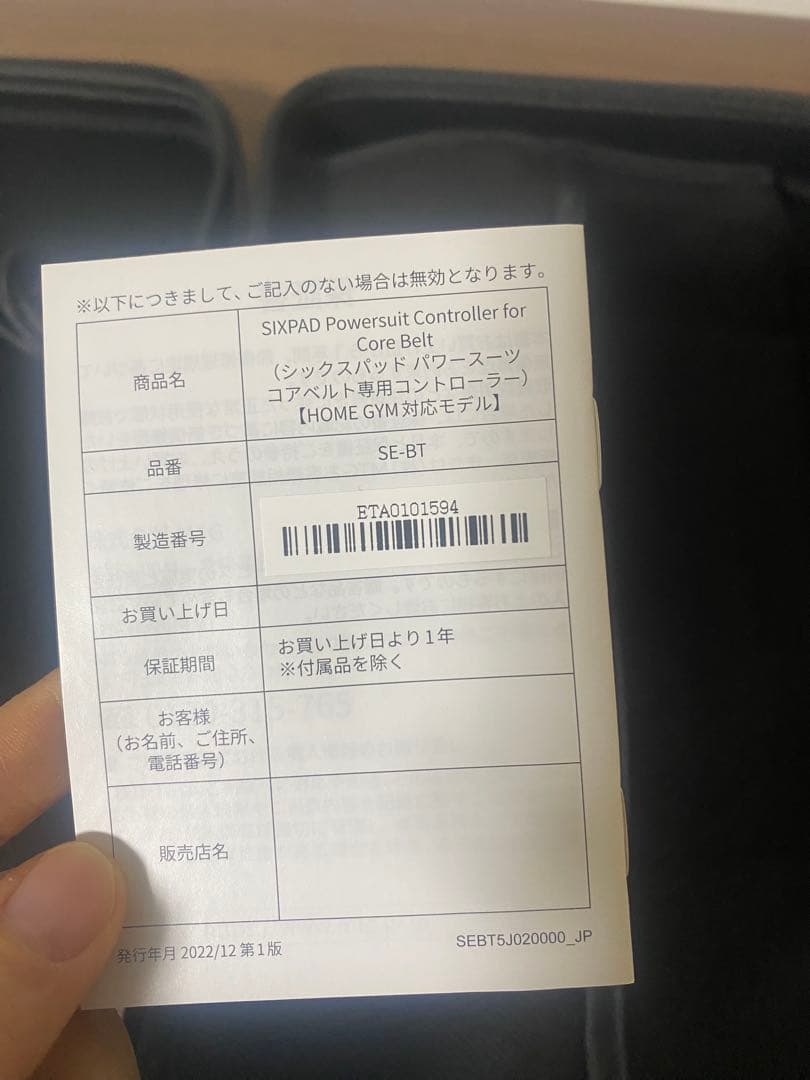 ※以下につきまして、ご記入のない場合は無効となります。
商品名
SIXPAD Powersuit Controller for
Core Belt
（シックスパッド パワースーツ
コアベルト専用コントローラー）
【HOME GYM対応モデル】
品番
SE-BT
製造番号
ETA0101594
お買い上げ日
保証期間
お買い上げ日より1年
※付属品を除く
お客様
（お名前、ご住所、
電話番号）
販売店名
発行年月 2022/12 第1版
SEBT5J020000_JP